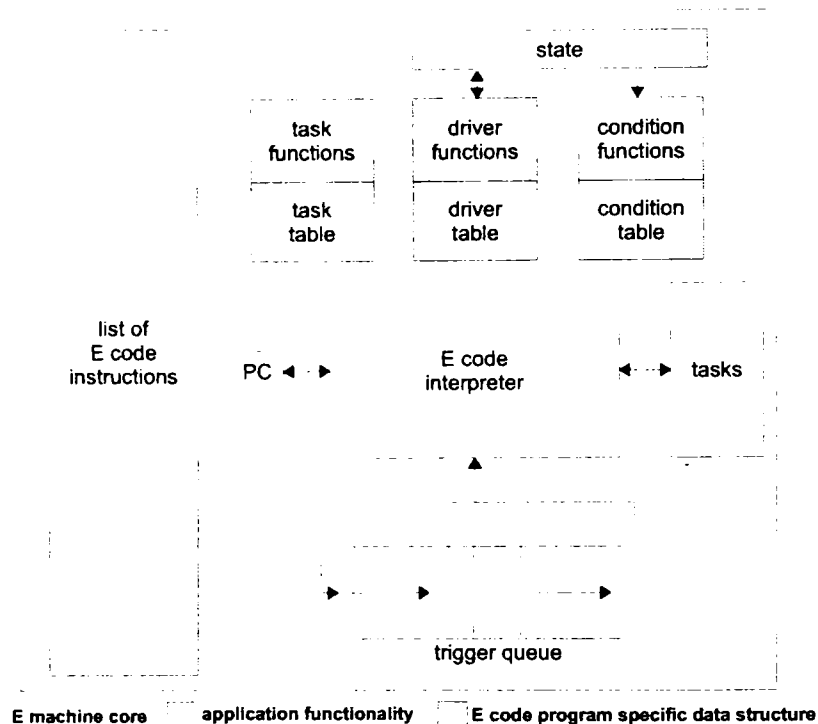 state
task
functions
driver
functions
condition
functions
task
table
driver
table
condition
table
list of
E code
instructions
PC
E code
interpreter
tasks
trigger queue
E machine core
application functionality
E code program specific data structure